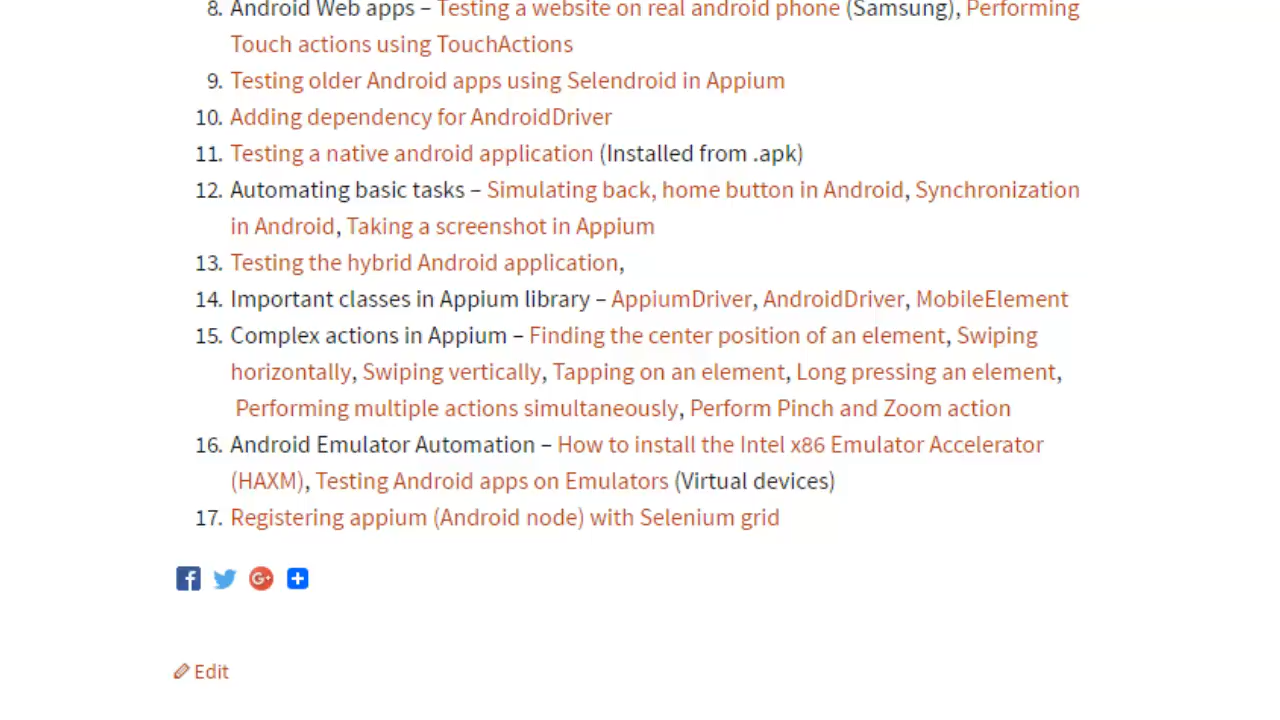 8. Android Web apps – Testing a website on real android phone (Samsung), Performing
Touch actions using TouchActions
9. Testing older Android apps using Selendroid in Appium
10. Adding dependency for AndroidDriver
11. Testing a native android application (Installed from .apk)
12. Automating basic tasks – Simulating back, home button in Android, Synchronization
in Android, Taking a screenshot in Appium
13. Testing the hybrid Android application,
14. Important classes in Appium library – AppiumDriver, AndroidDriver, MobileElement
15. Complex actions in Appium – Finding the center position of an element, Swiping
horizontally, Swiping vertically, Tapping on an element, Long pressing an element,
Performing multiple actions simultaneously, Perform Pinch and Zoom action
16. Android Emulator Automation – How to install the Intel x86 Emulator Accelerator
(HAXM), Testing Android apps on Emulators (Virtual devices)
17. Registering appium (Android node) with Selenium grid
f G+ +
Edit